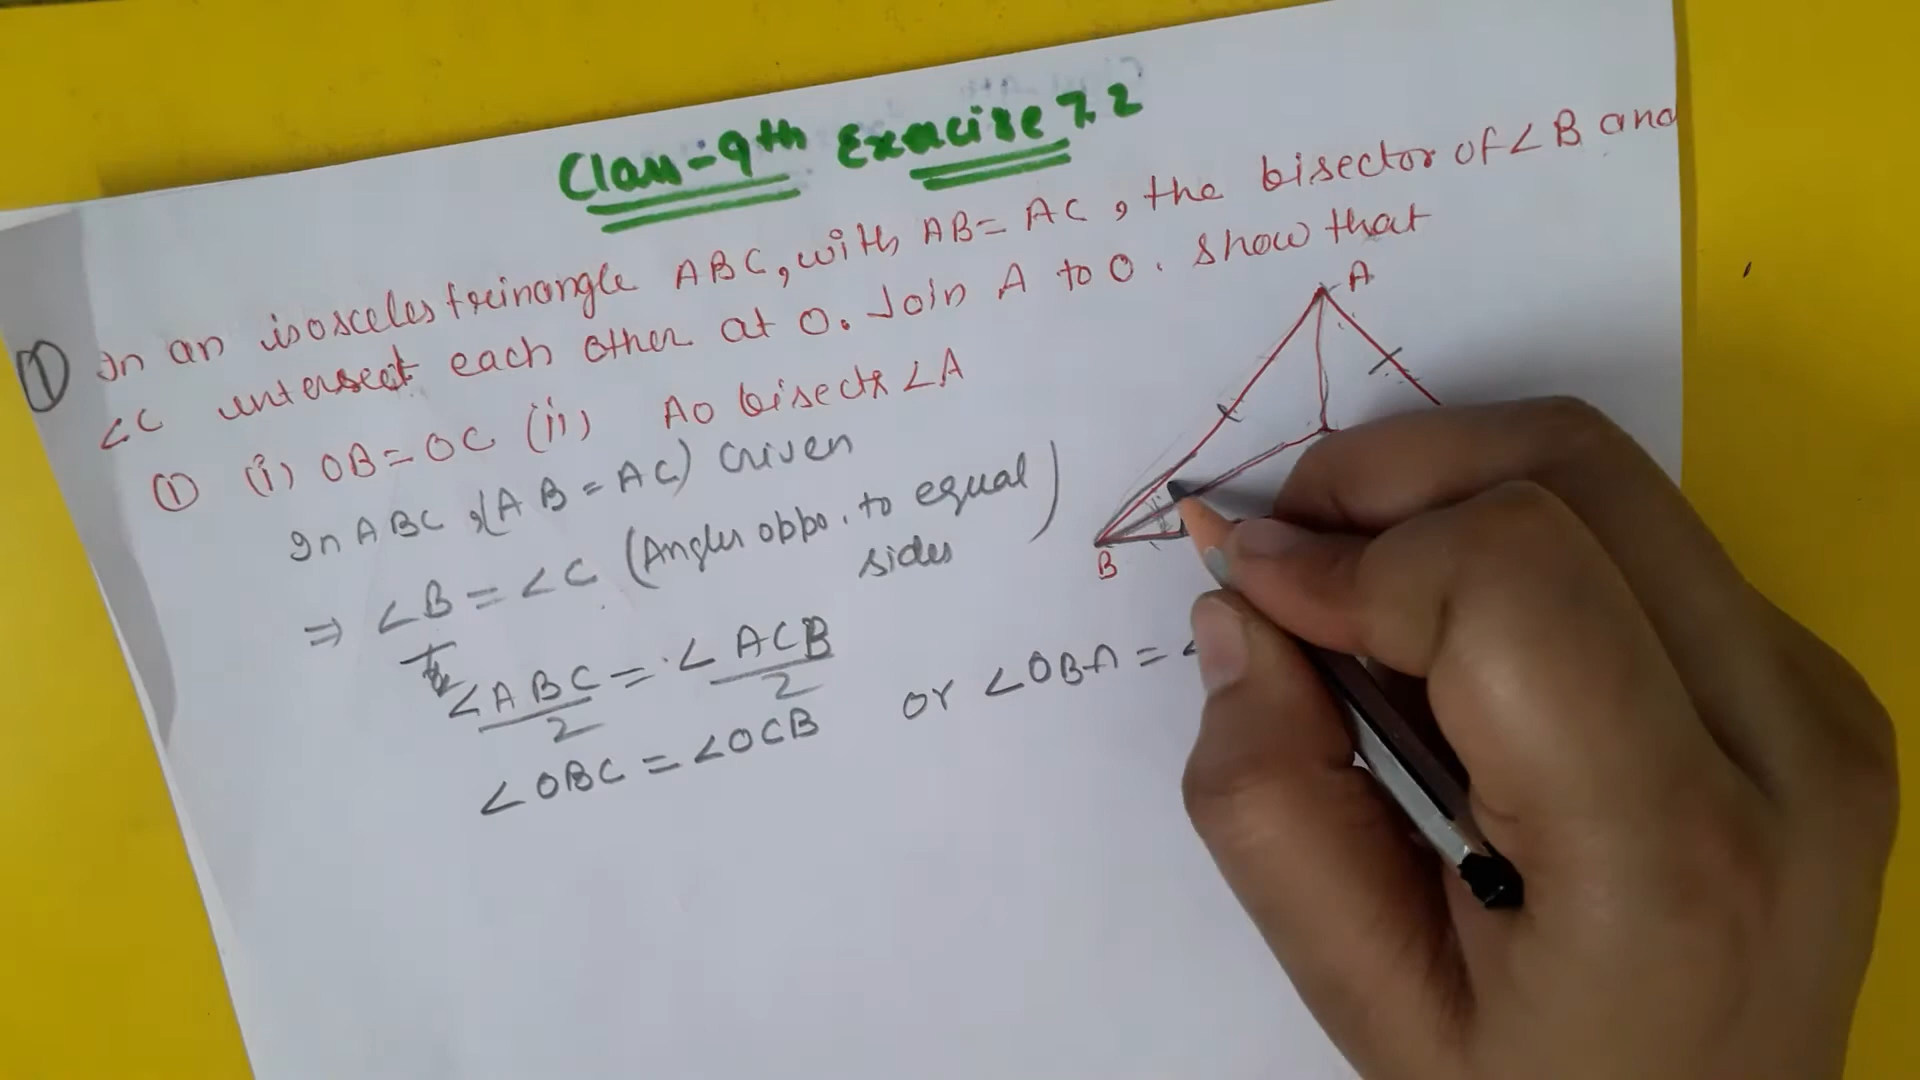 Class-9th Exercise 7.2
① In an isosceles treinangle ABC, with AB = AC, the bisector of ∠B and
∠C intersect each other at O. Join A to O. Show that
① (i) OB = OC (ii) AO bisects ∠A
In ABC, (AB = AC) Given
⇒ ∠B = ∠C (Angles oppo. to equal sides)
∠ABC/2 = ∠ACB/2
∠OBC = ∠OCB or ∠OBA = ∠
A
B